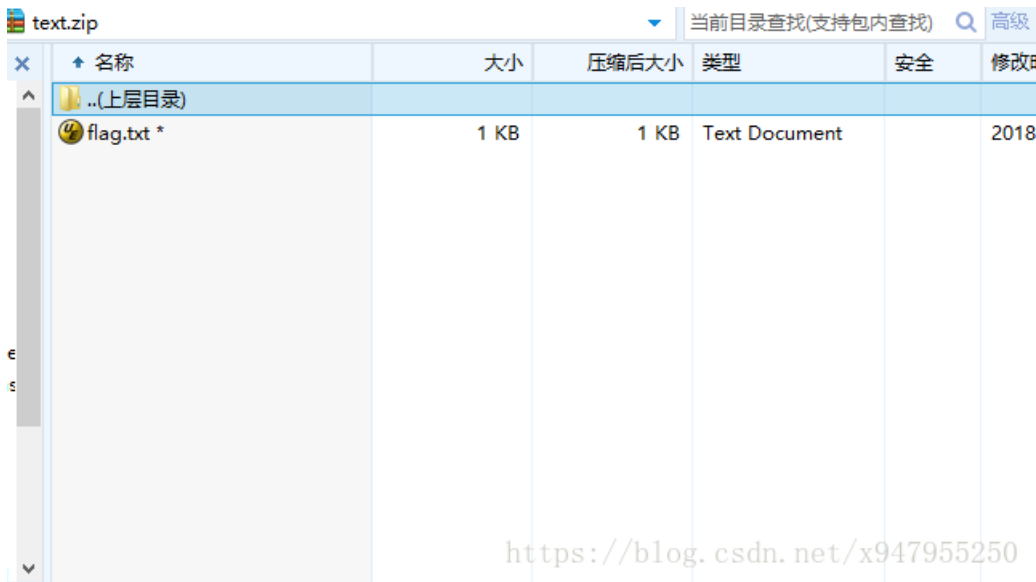 text.zip 当前目录查找(支持包内查找) 高级
名称 大小 压缩后大小 类型 安全
..(上层目录)
flag.txt * 1 KB 1 KB Text Document 2018
https://blog.csdn.net/x947955250